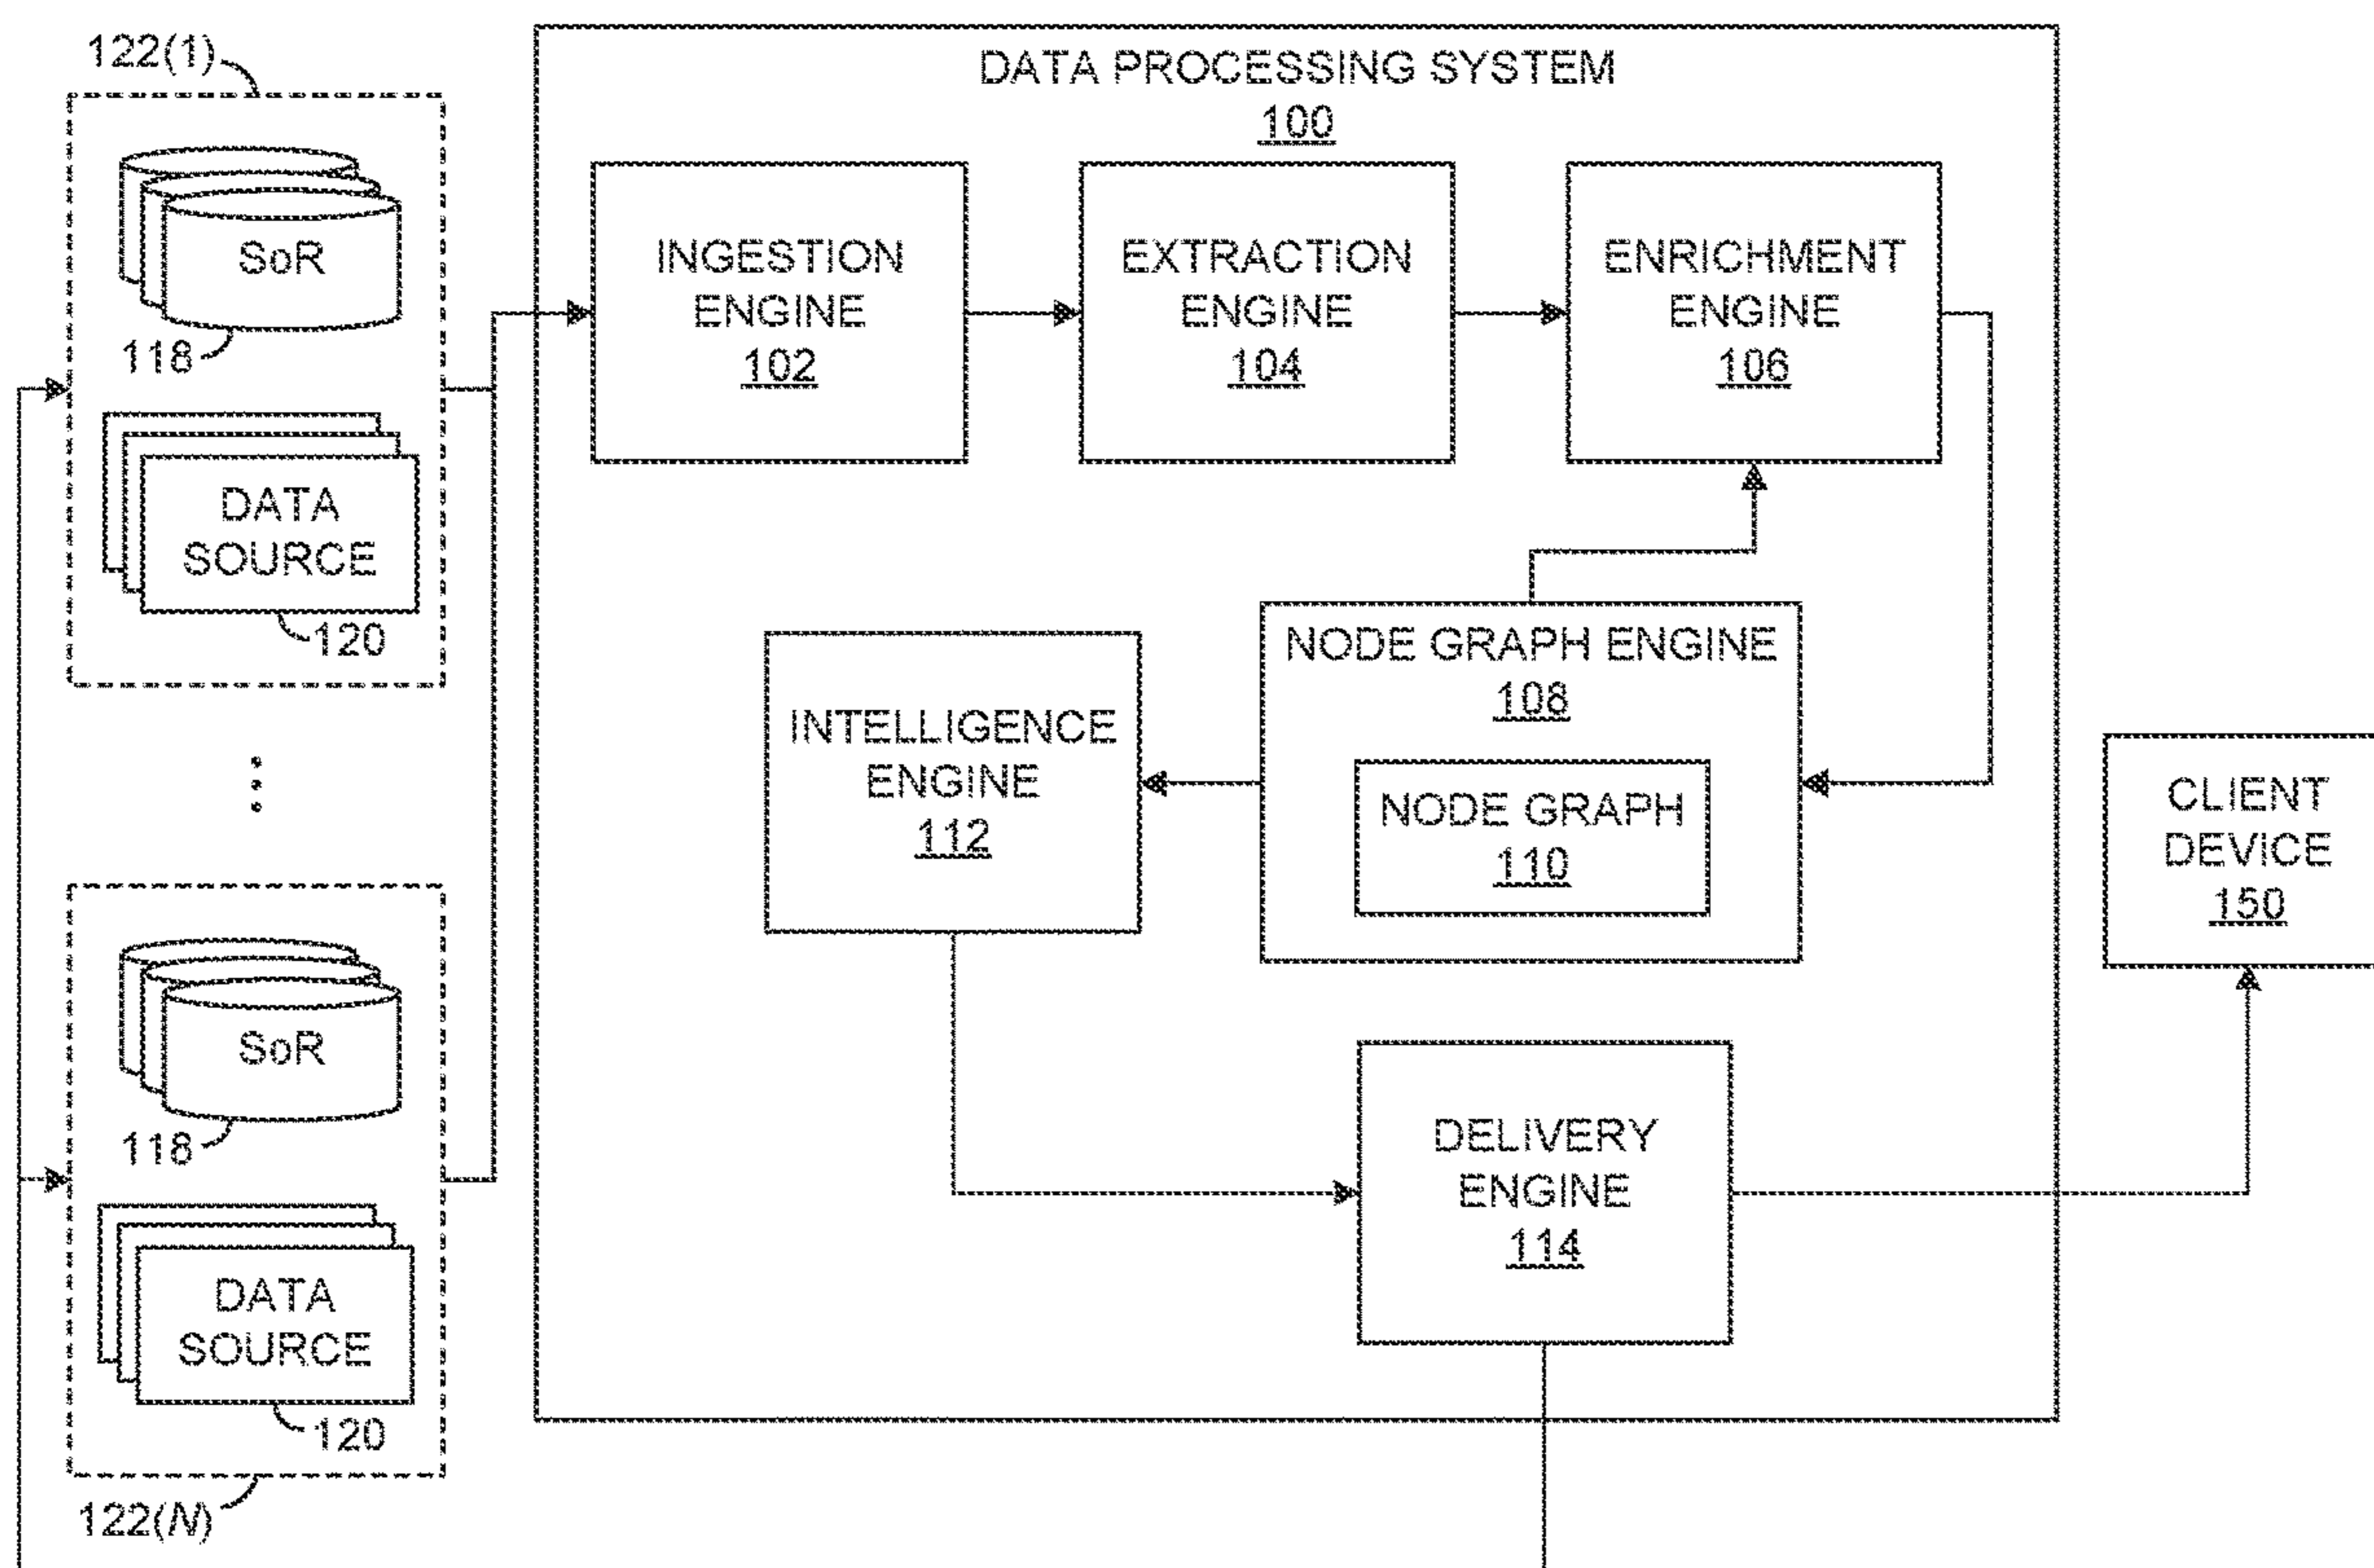 122(1)
DATA PROCESSING SYSTEM
100
SoR
118
DATA
SOURCE
120
INGESTION
ENGINE
102
EXTRACTION
ENGINE
104
ENRICHMENT
ENGINE
106
NODE GRAPH ENGINE
108
NODE GRAPH
110
INTELLIGENCE
ENGINE
112
CLIENT
DEVICE
150
SoR
118
DATA
SOURCE
120
122(N)
DELIVERY
ENGINE
114